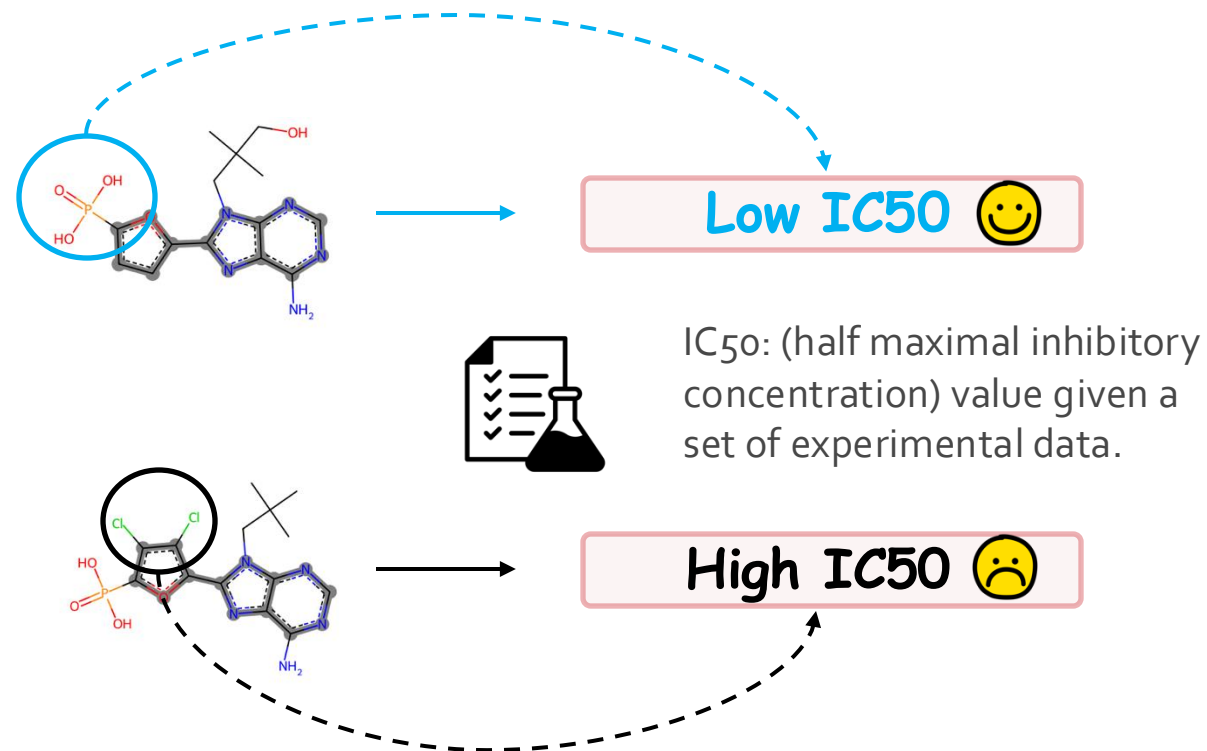 OH
O
OH
P
HO
N
N
N
N
NH2
Low IC50
IC50: (half maximal inhibitory
concentration) value given a
set of experimental data.
Cl
Cl
HO
P
O
OH
O
N
N
N
N
NH2
High IC50